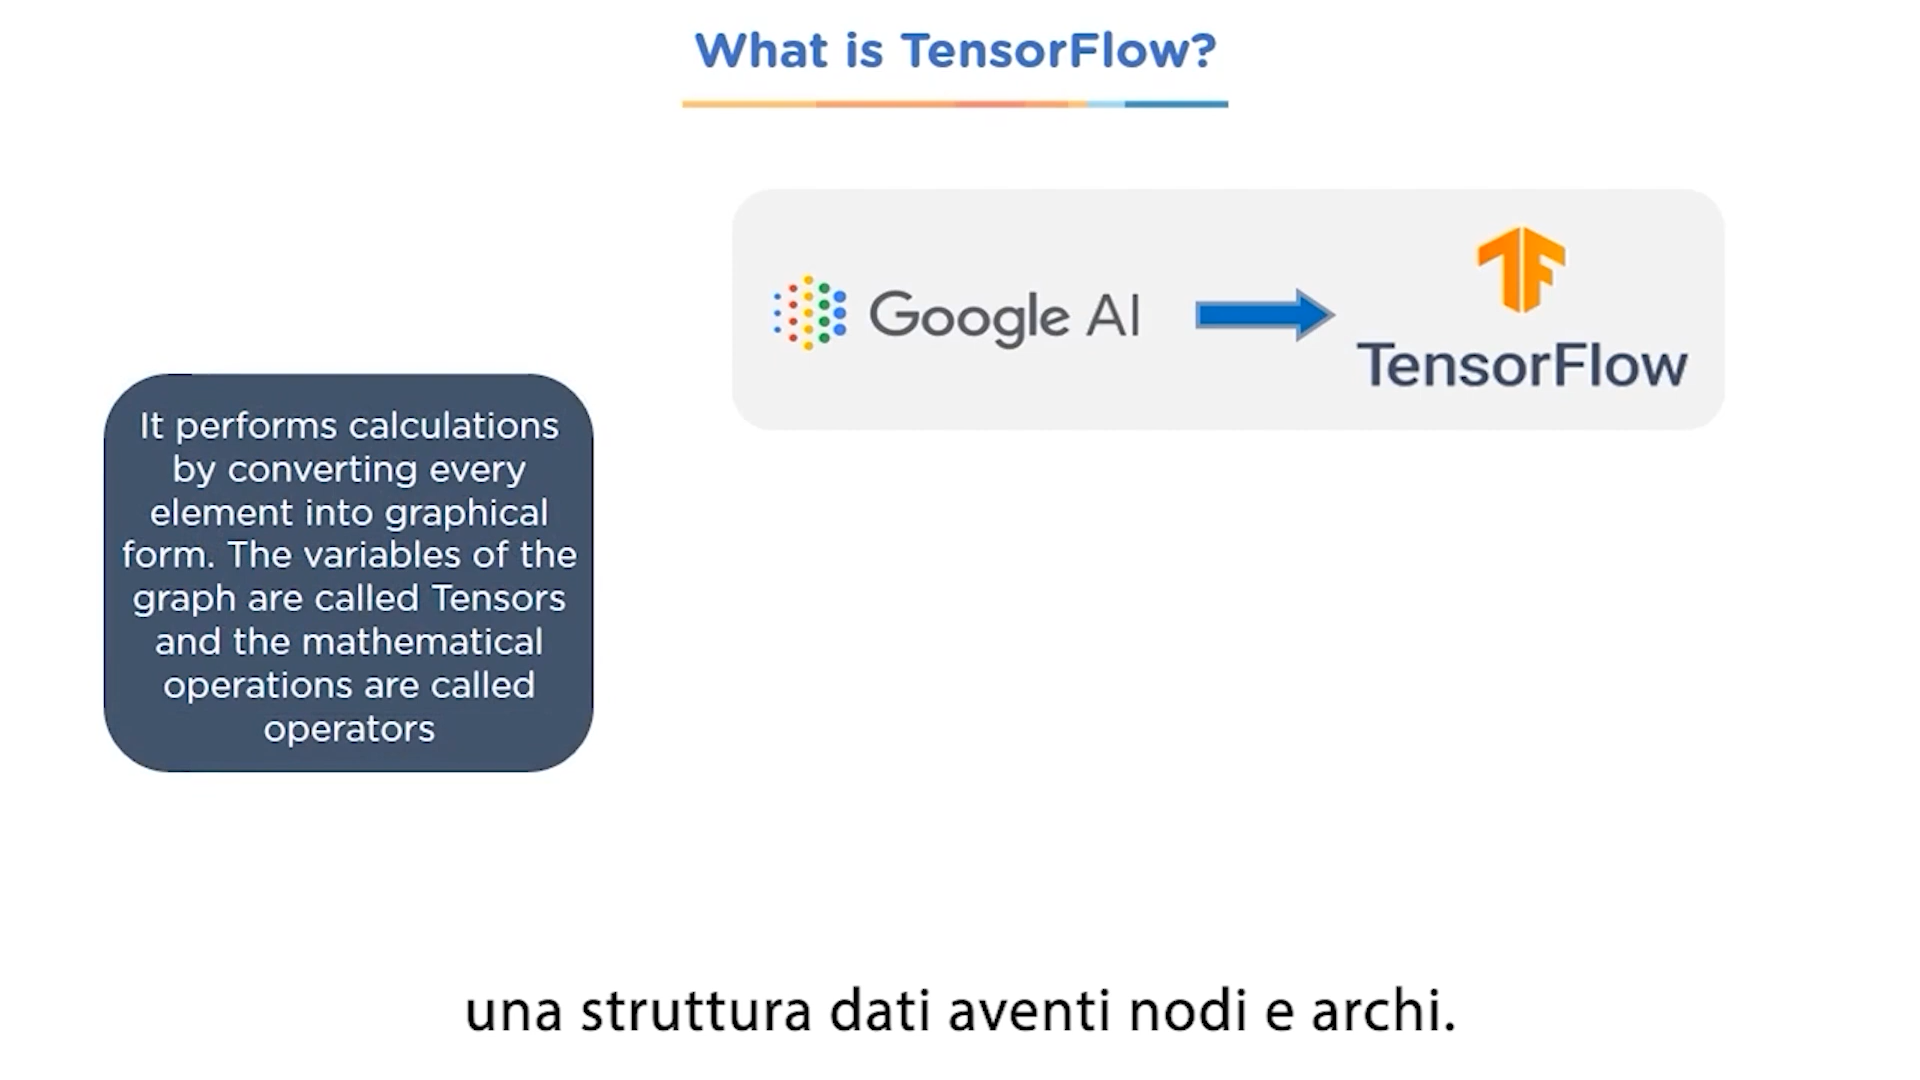 What is TensorFlow?
Google AI
TensorFlow
It performs calculations
by converting every
element into graphical
form. The variables of the
graph are called Tensors
and the mathematical
operations are called
operators
una struttura dati aventi nodi e archi.